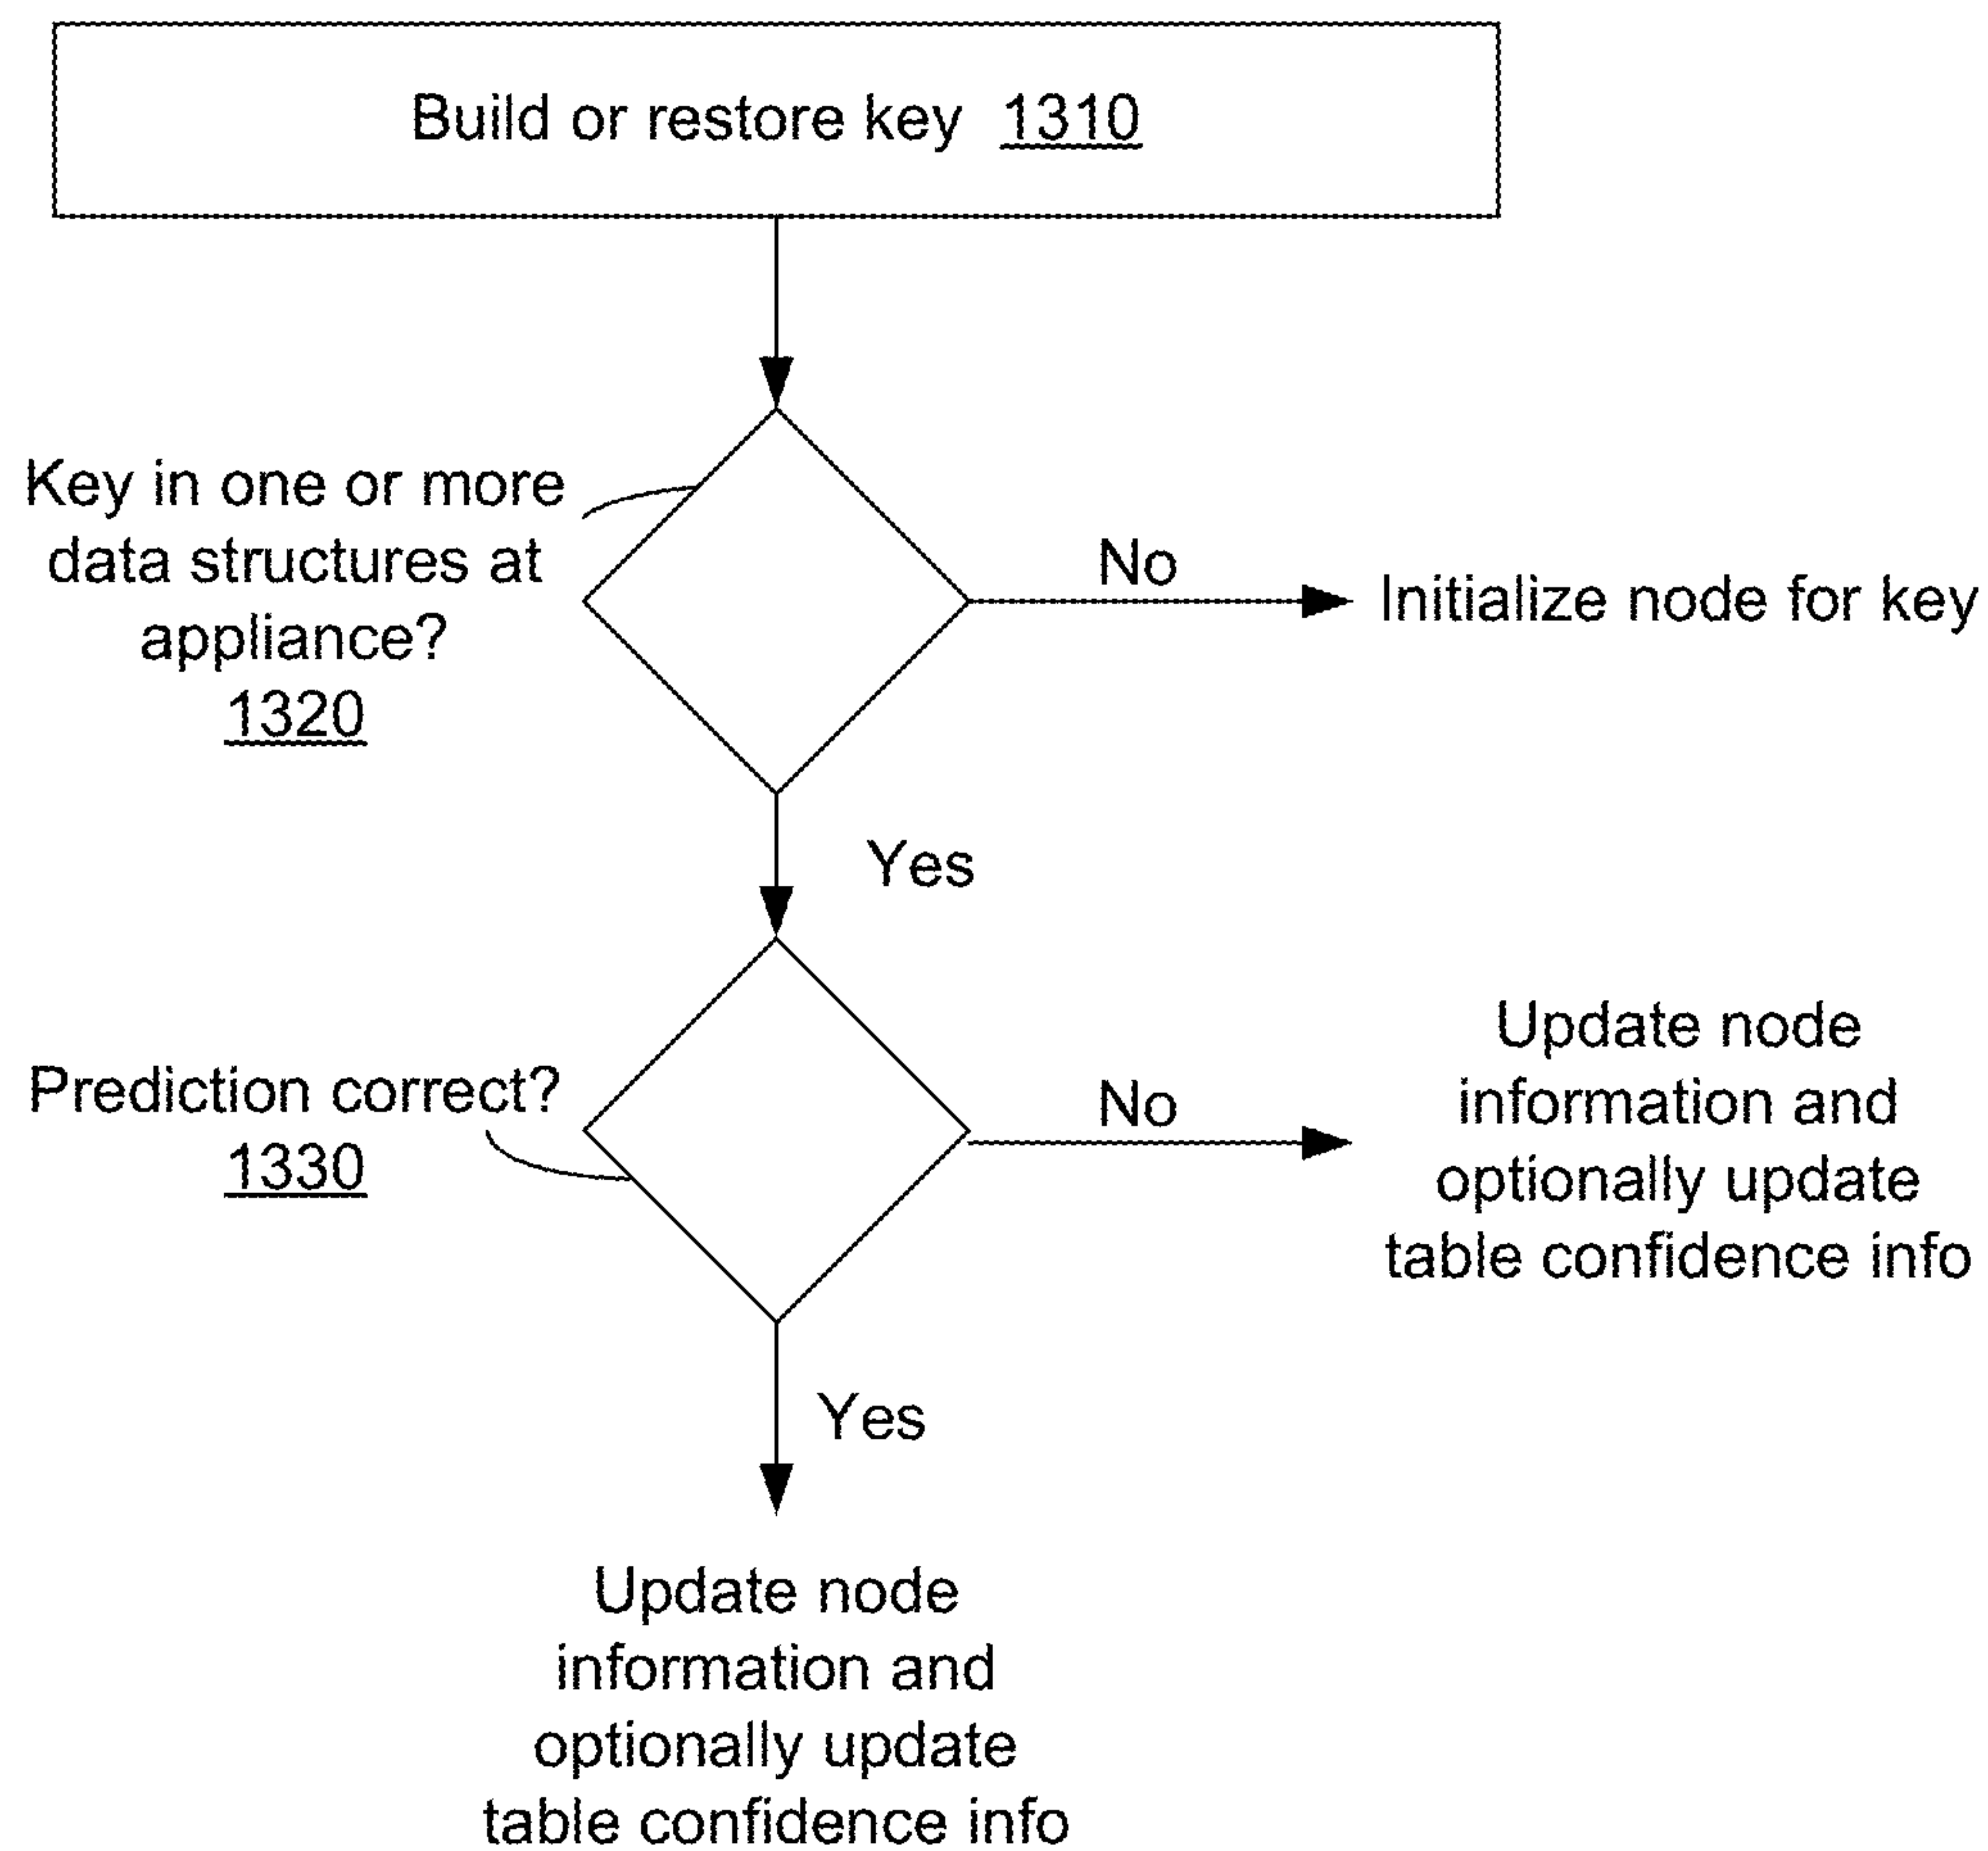 Build or restore key 1310
Key in one or more
data structures at
appliance?
1320
No
Initialize node for key
Yes
Prediction correct?
1330
No
Update node
information and
optionally update
table confidence info
Yes
Update node
information and
optionally update
table confidence info